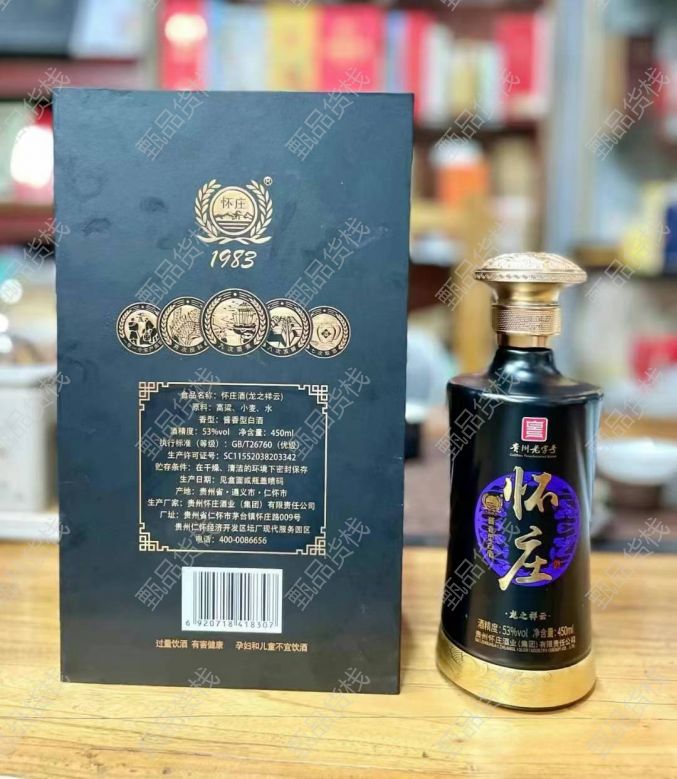 怀庄
®
1983
食品名称：怀庄酒(龙之祥云)
原料：高粱、小麦、水
香型：酱香型白酒
酒精度：53%vol 净含量：450ml
执行标准（等级）：GB/T26760（优级）
生产许可证号：SC11552038203342
贮存条件：在干燥、清洁的环境下密封保存
生产日期：见盒面或瓶盖喷码
产地：贵州省·遵义市·仁怀市
生产厂家：贵州怀庄酒业（集团）有限责任公司
厂址：贵州省仁怀市茅台镇怀庄路009号
贵州仁怀经济开发区坛厂现代服务园区
电话：400-0086656
6 920718 418307
过量饮酒 有害健康 孕妇和儿童不宜饮酒
贵州老字号
怀庄
·龙之祥云·
酒精度：53%vol 净含量：450ml
贵州怀庄酒业（集团）有限责任公司
甄品货栈